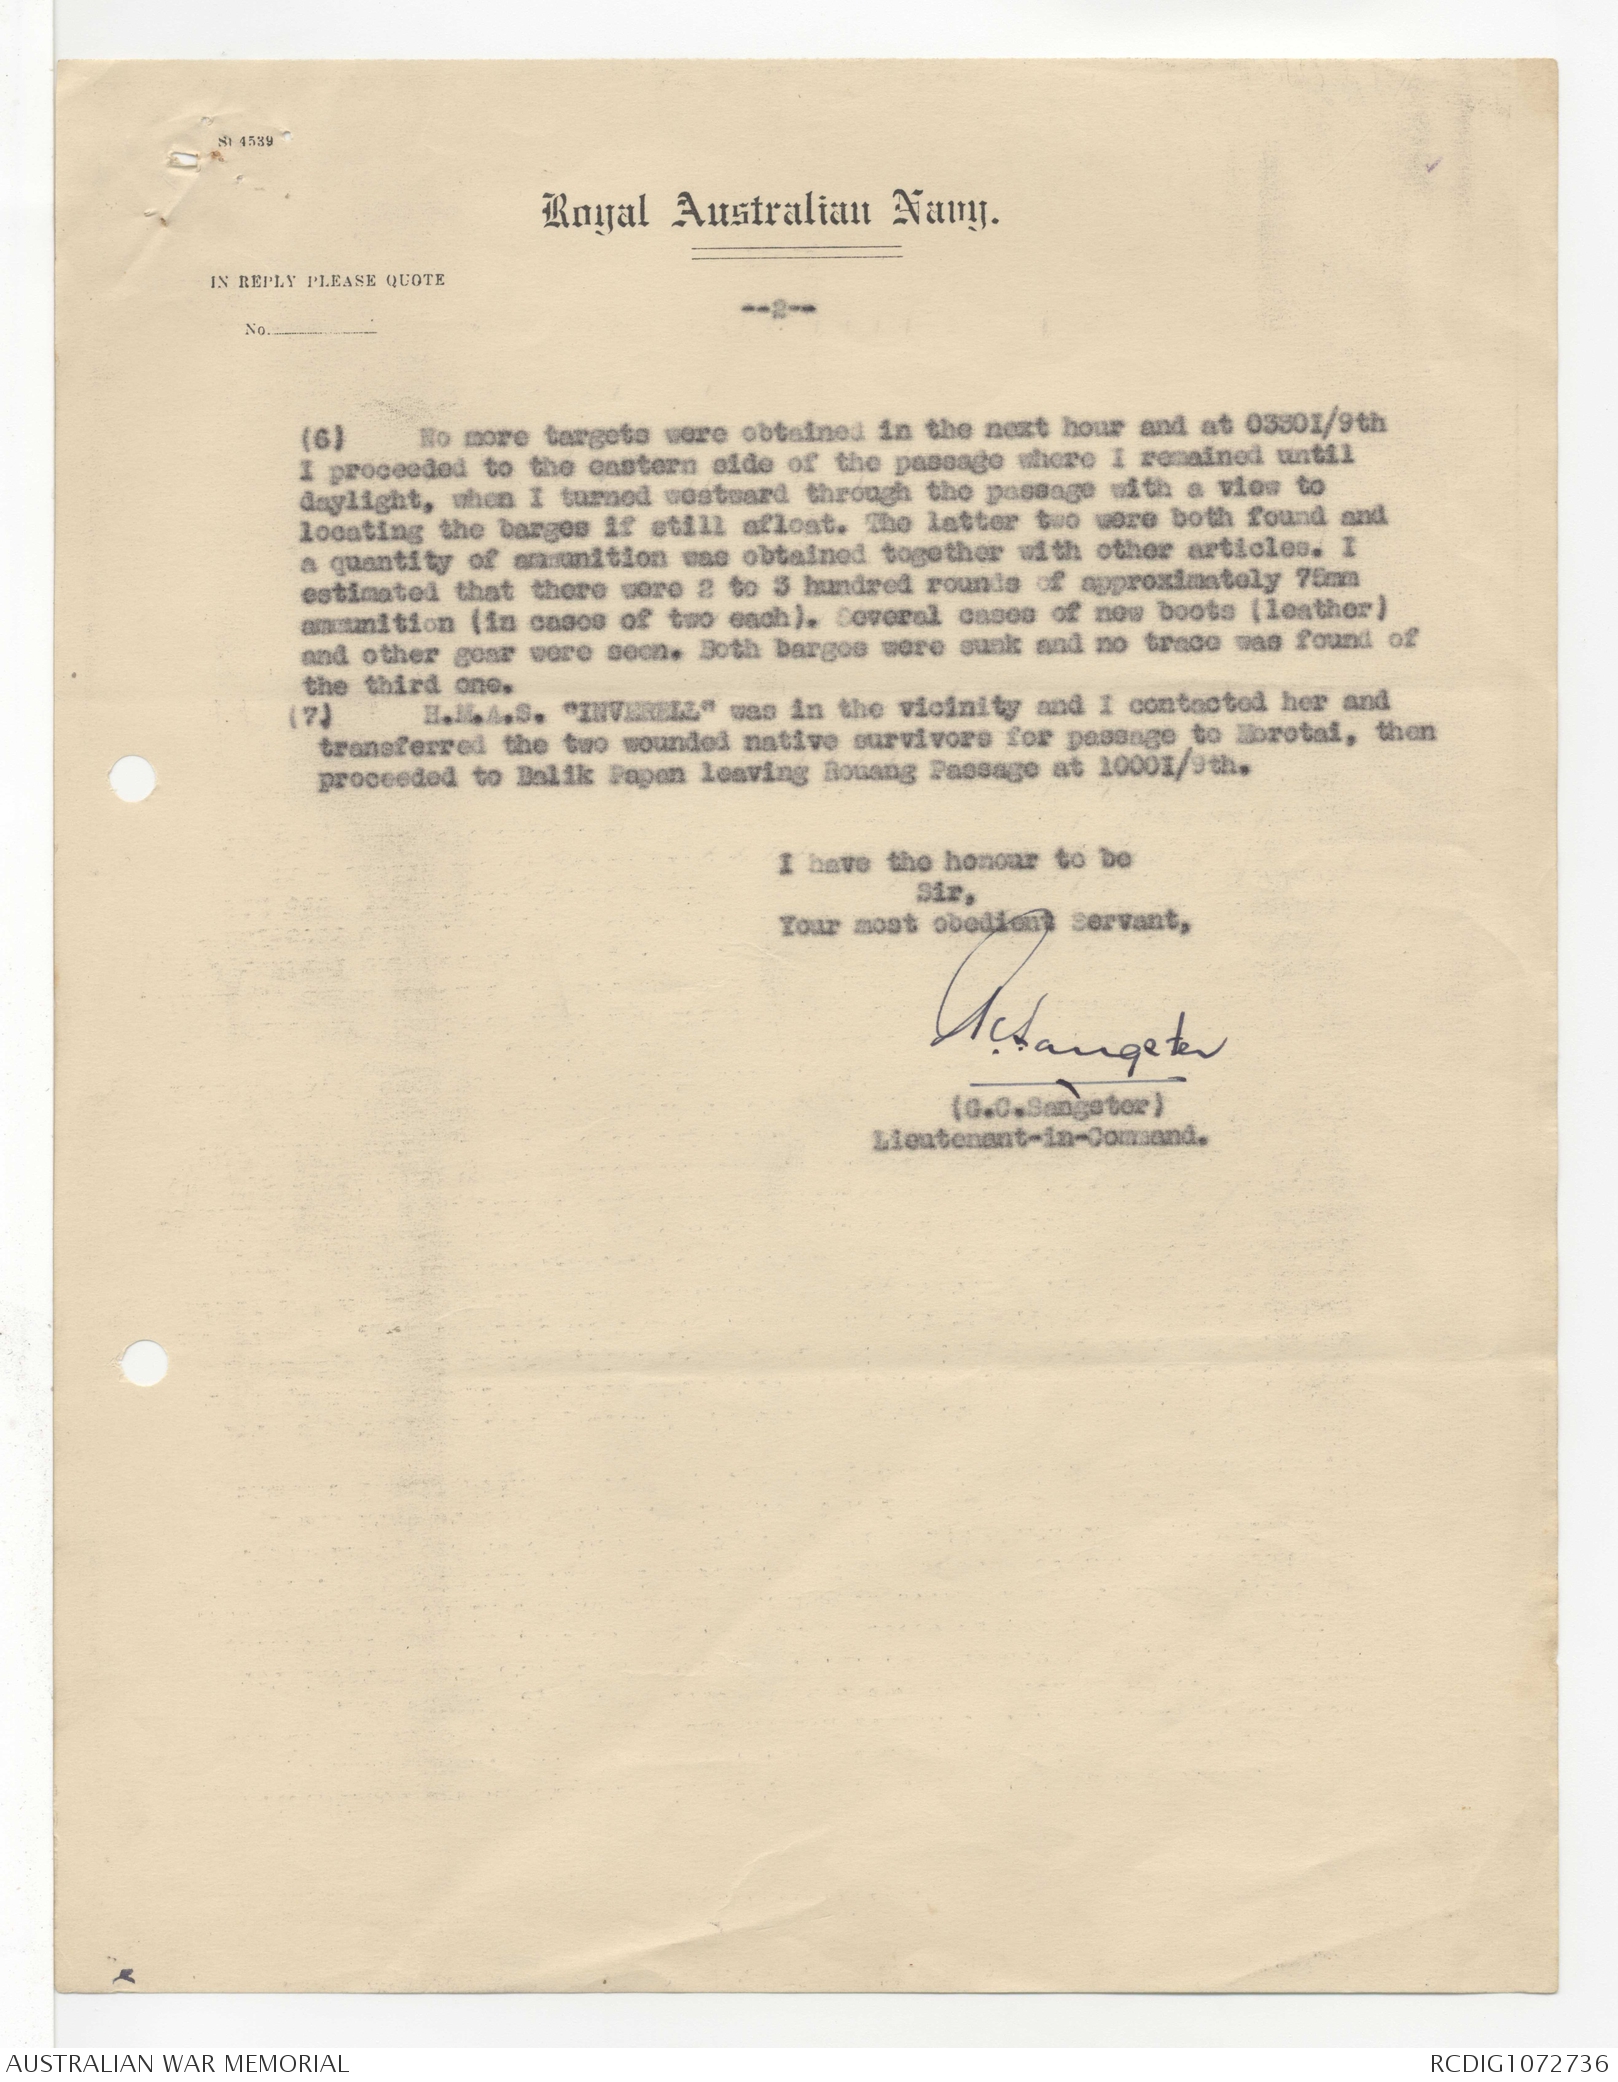 St 4539
Royal Australian Navy.
IN REPLY PLEASE QUOTE
No.
--2--
(6) No more targets were obtained in the next hour and at 0330I/9th
I proceeded to the eastern side of the passage where I remained until
daylight, when I turned westward through the passage with a view to
locating the barges if still afloat. The latter two were both found and
a quantity of ammunition was obtained together with other articles. I
estimated that there were 2 to 3 hundred rounds of approximately 75mm
ammunition (in cases of two each). Several cases of new boots (leather)
and other gear were seen. Both barges were sunk and no trace was found of
the third one.
(7) H.M.A.S. "INVERELL" was in the vicinity and I contacted her and
transferred the two wounded native survivors for passage to Morotai, then
proceeded to Balik Papan leaving Rouang Passage at 1000I/9th.
I have the honour to be
Sir,
Your most obedient Servant,
G.C. Sangster
(G.C.Sangster)
Lieutenant-in-Command.
AUSTRALIAN WAR MEMORIAL
RCDIG1072736